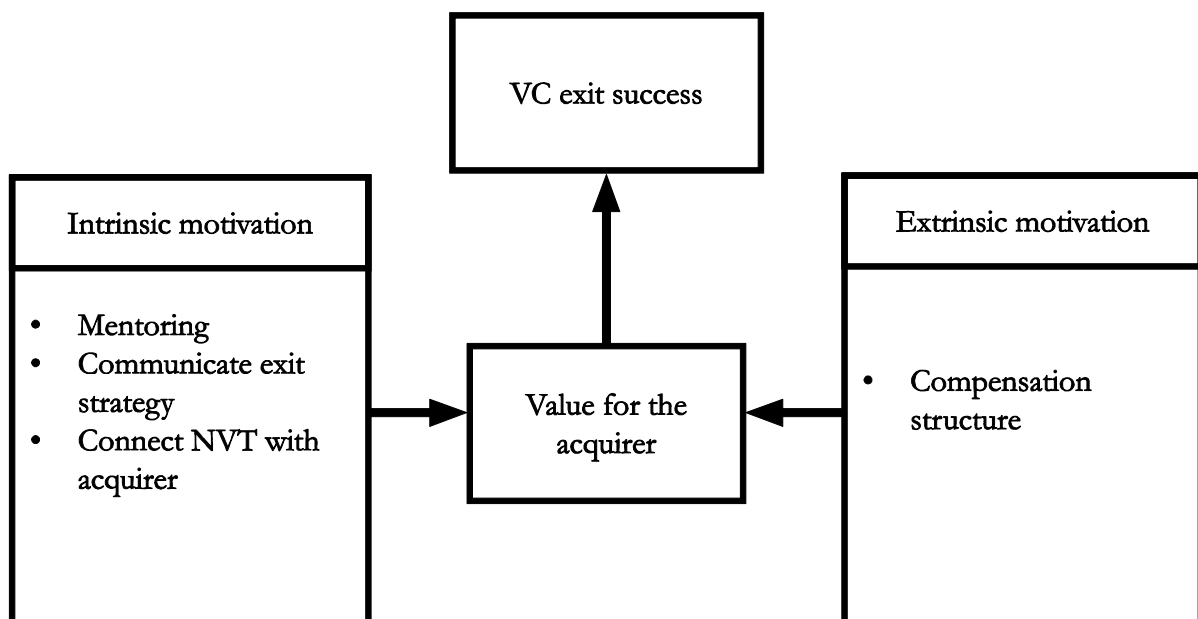 VC exit success
Intrinsic motivation
• Mentoring
• Communicate exit
strategy
• Connect NVT with
acquirer
Value for the
acquirer
Extrinsic motivation
• Compensation
structure